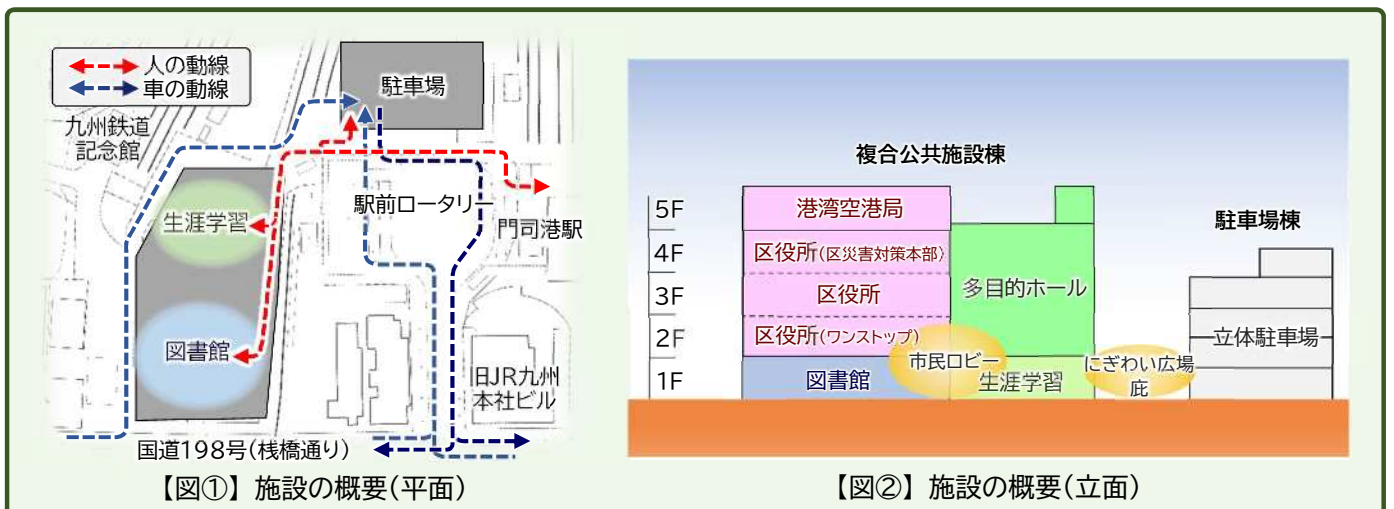 人の動線
車の動線
駐車場
九州鉄道
記念館
生涯学習
駅前ロータリー
門司港駅
図書館
旧JR九州
本社ビル
国道198号(桟橋通り)
【図①】 施設の概要(平面)
複合公共施設棟
5F
港湾空港局
駐車場棟
4F
区役所(区災害対策本部)
3F
区役所
多目的ホール
2F
区役所(ワンストップ)
立体駐車場
市民ロビー
にぎわい広場
庇
1F
図書館
生涯学習
【図②】 施設の概要(立面)